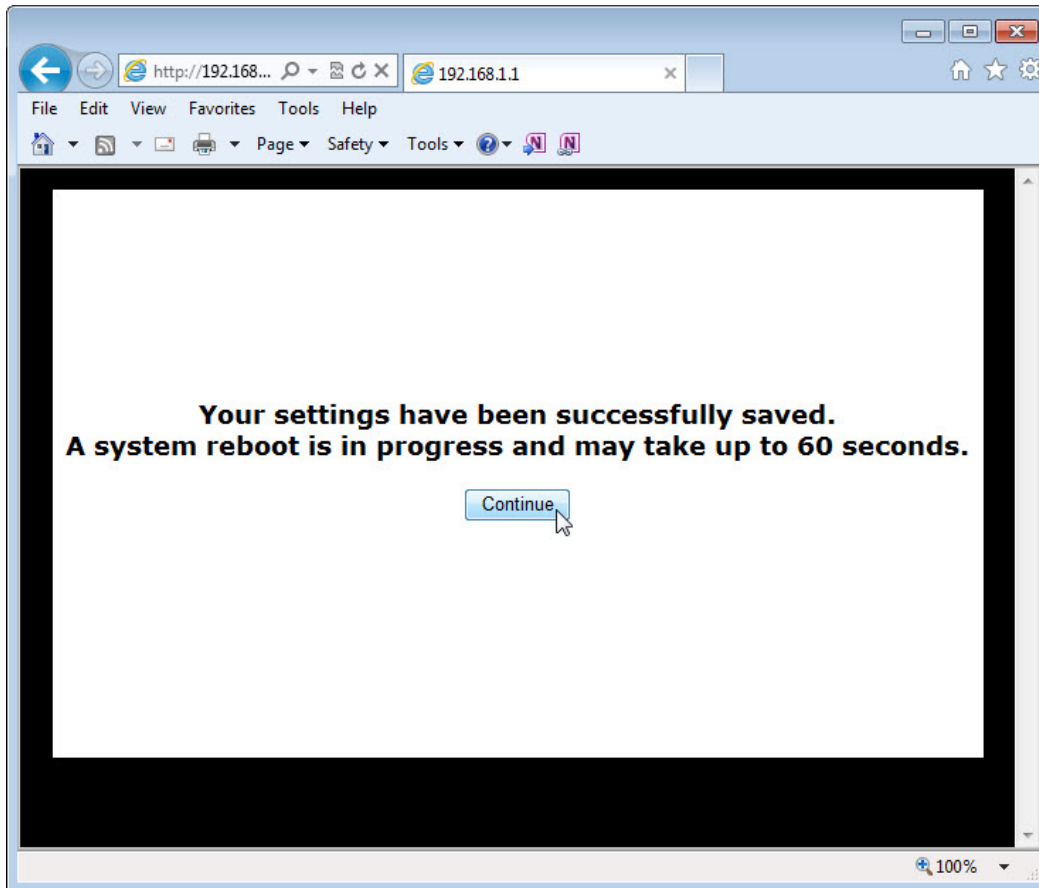 http://192.168... 192.168.1.1
File Edit View Favorites Tools Help
Page Safety Tools
Your settings have been successfully saved.
A system reboot is in progress and may take up to 60 seconds.
Continue
100%